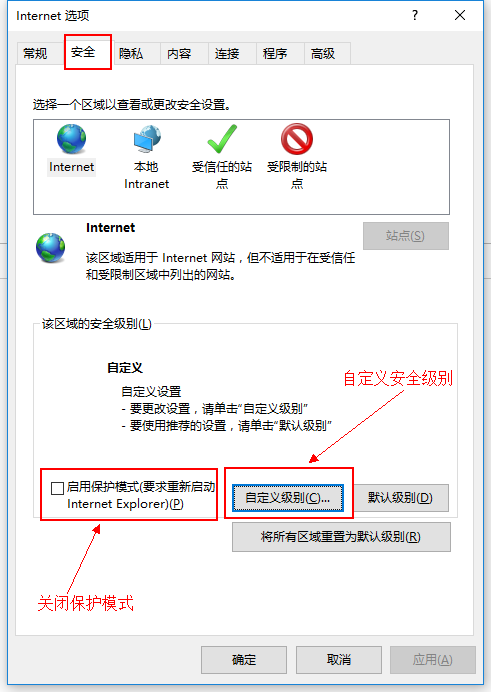 Internet 选项
?
常规 安全 隐私 内容 连接 程序 高级
选择一个区域以查看或更改安全设置。
Internet
本地
Intranet
受信任的站
点
受限制的站
点
Internet
站点(S)
该区域适用于 Internet 网站，但不适用于在受信任
和受限制区域中列出的网站。
该区域的安全级别(L)
自定义
自定义设置
- 要更改设置，请单击“自定义级别”
- 要使用推荐的设置，请单击“默认级别”
自定义安全级别
启用保护模式(要求重新启动
Internet Explorer)(P)
自定义级别(C)...
默认级别(D)
将所有区域重置为默认级别(R)
关闭保护模式
确定 取消 应用(A)